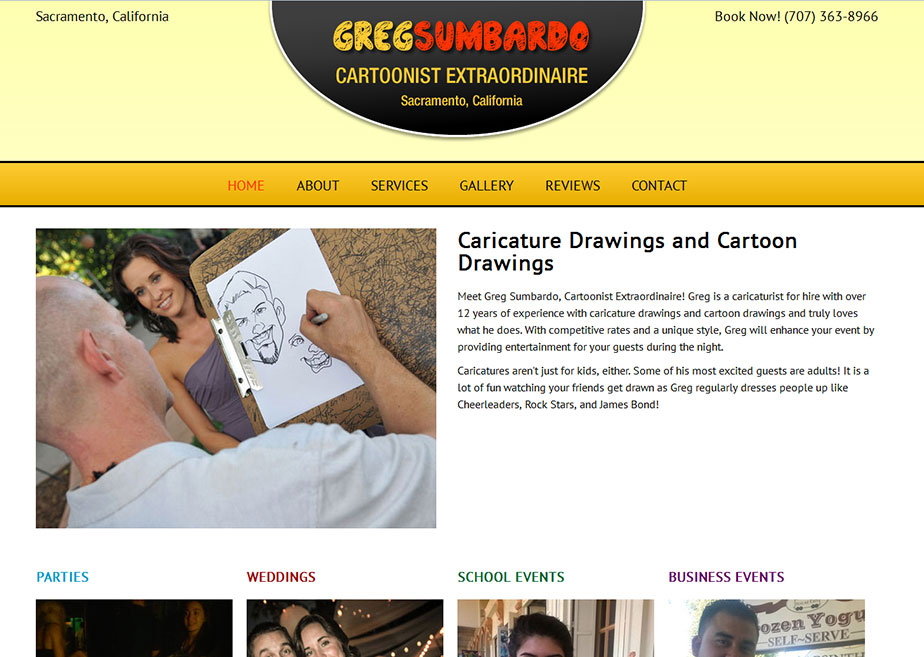 Sacramento, California
Book Now! (707) 363-8966
GREGSUMBARDO
CARTOONIST EXTRAORDINAIRE
Sacramento, California
HOME ABOUT SERVICES GALLERY REVIEWS CONTACT
Caricature Drawings and Cartoon
Drawings
Meet Greg Sumbardo, Cartoonist Extraordinaire! Greg is a caricaturist for hire with over
12 years of experience with caricature drawings and cartoon drawings and truly loves
what he does. With competitive rates and a unique style, Greg will enhance your event by
providing entertainment for your guests during the night.
Caricatures aren't just for kids, either. Some of his most excited guests are adults! It is a
lot of fun watching your friends get drawn as Greg regularly dresses people up like
Cheerleaders, Rock Stars, and James Bond!
PARTIES
WEDDINGS
SCHOOL EVENTS
BUSINESS EVENTS
ozen Yogu
SELF~SERVE